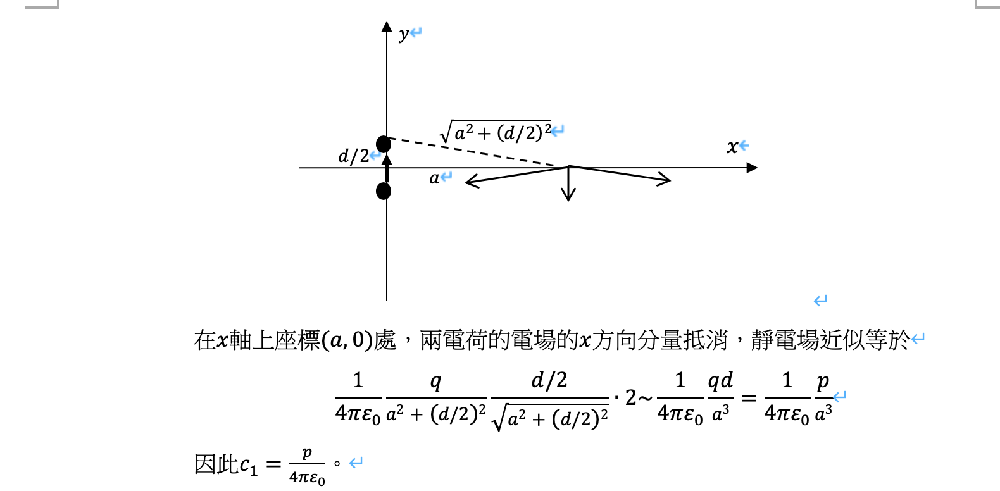 y
√(a² + (d/2)²)
x
d/2
a
在x軸上座標(a, 0)處，兩電荷的電場的x方向分量抵消，靜電場近似等於
1/(4πε₀) q/(a² + (d/2)²) (d/2)/√(a² + (d/2)²) · 2~ 1/(4πε₀) qd/a³ = 1/(4πε₀) p/a³
因此c₁ = p/(4πε₀)。